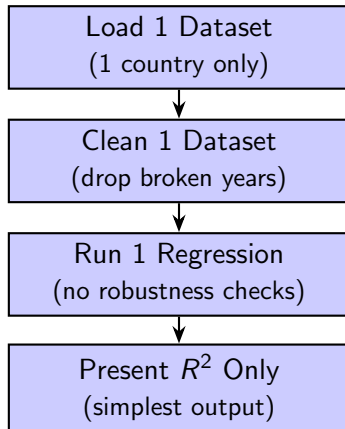 Load 1 Dataset
(1 country only)
Clean 1 Dataset
(drop broken years)
Run 1 Regression
(no robustness checks)
Present R² Only
(simplest output)